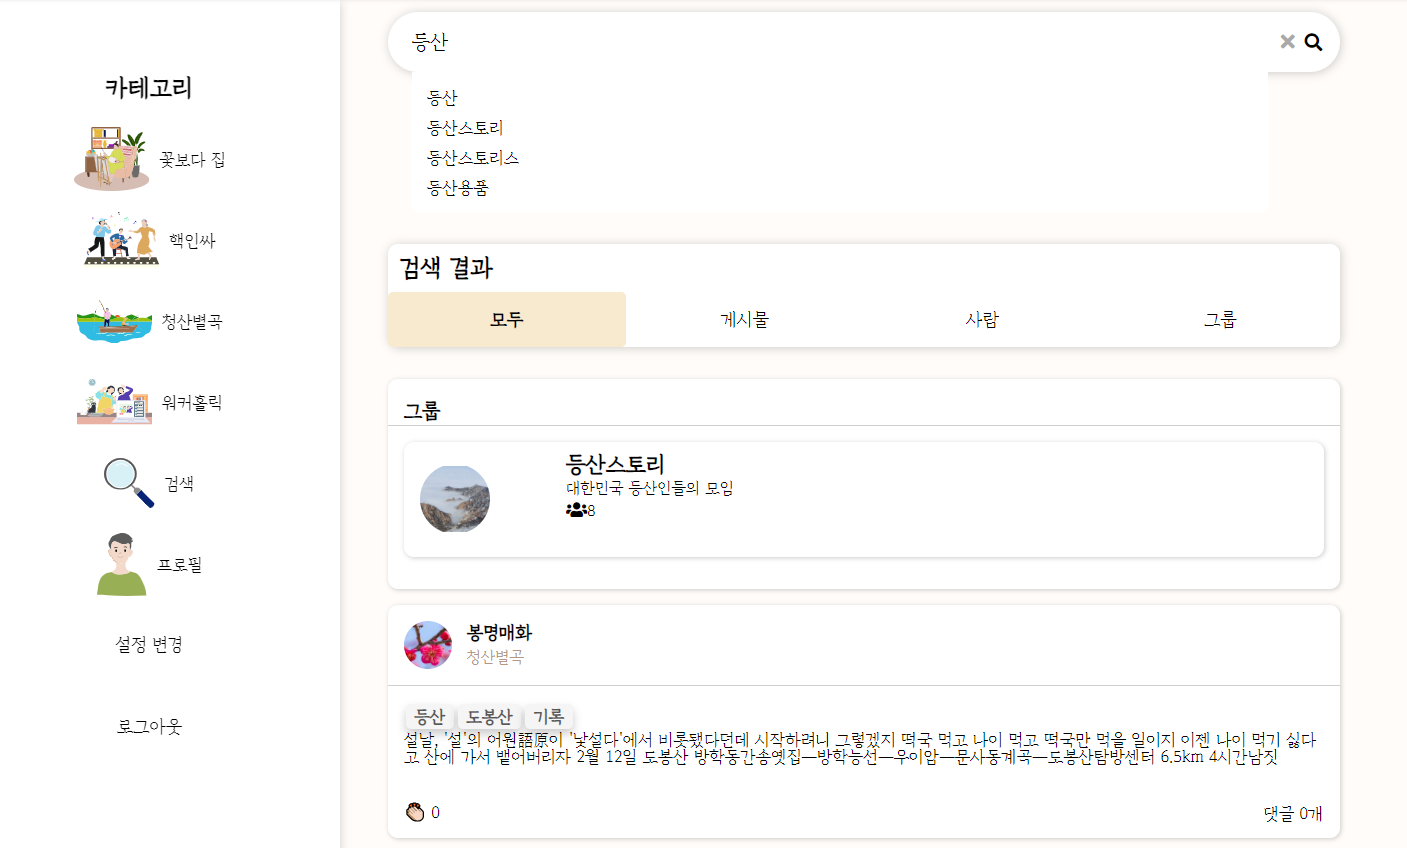 카테고리
꽃보다 집
핵인싸
청산별곡
워커홀릭
검색
프로필
설정 변경
로그아웃
등산
등산
등산스토리
등산스토리스
등산용품
검색 결과
모두 게시물 사람 그룹
그룹
등산스토리
대한민국 등산인들의 모임
8
봉명매화
청산별곡
등산 도봉산 기록
설날, '설'의 어원語原이 '낯설다'에서 비롯됐다던데 시작하려니 그렇겠지 떡국 먹고 나이 먹고 떡국만 먹을 일이지 이젠 나이 먹기 싫다
고 산에 가서 뱉어버리자 2월 12일 도봉산 방학동간송옛집―방학능선―우이암―문사동계곡―도봉산탐방센터 6.5km 4시간남짓
0
댓글 0개